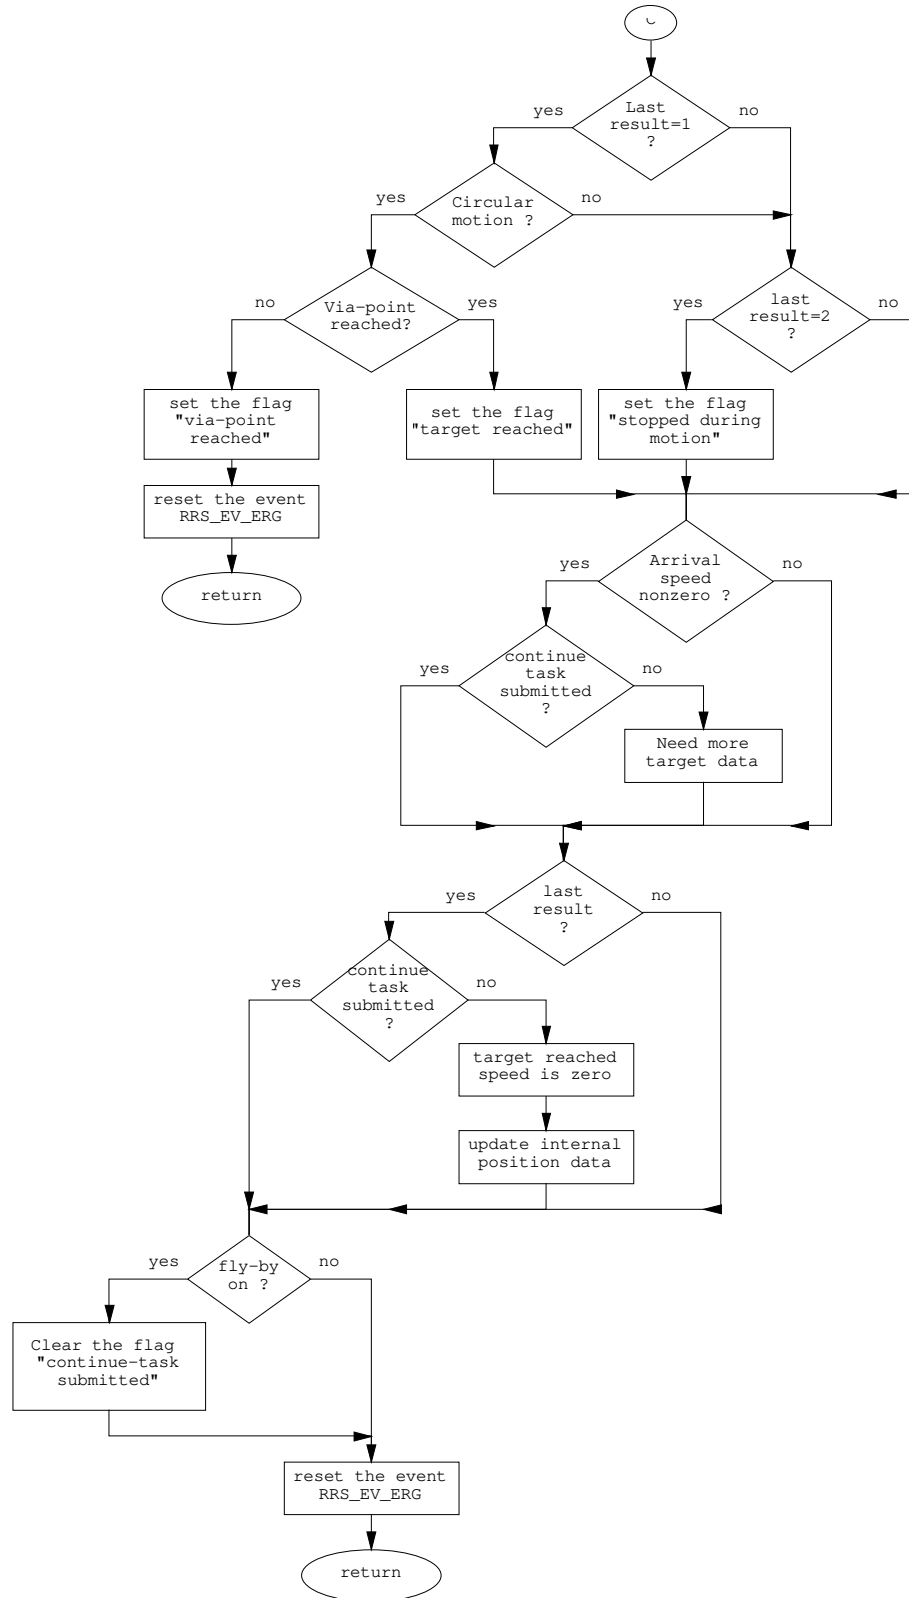 Last
result=1
?
yes
no
Circular
motion ?
yes
no
Via-point
reached?
no
yes
last
result=2
?
yes
no
set the flag
"via-point
reached"
set the flag
"target reached"
set the flag
"stopped during
motion"
reset the event
RRS_EV_ERG
return
Arrival
speed
nonzero ?
yes
no
continue
task
submitted
?
yes
no
Need more
target data
last
result
?
yes
no
continue
task
submitted
?
yes
no
target reached
speed is zero
update internal
position data
fly-by
on ?
yes
no
Clear the flag
"continue-task
submitted"
reset the event
RRS_EV_ERG
return